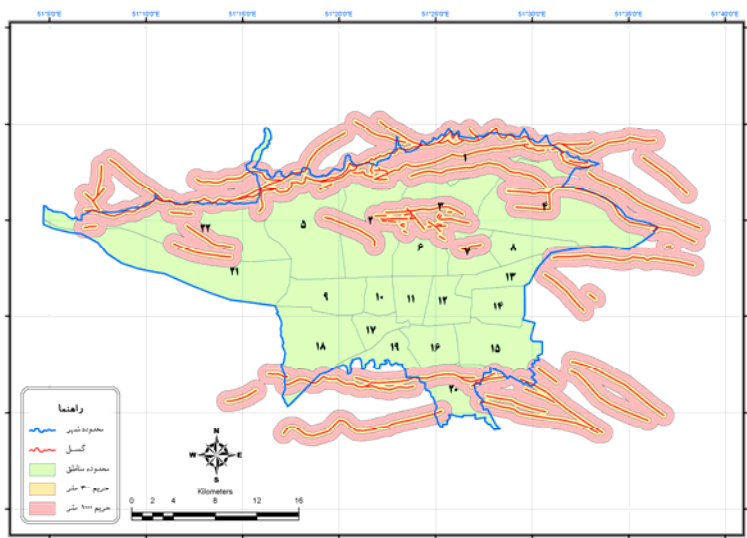 51°5'0"E 51°10'0"E 51°15'0"E 51°20'0"E 51°25'0"E 51°30'0"E 51°35'0"E 51°40'0"E
۱
۴
۳
۲
۵
۲۲
۶
۷
۸
۲۱
۱۳
۹
۱۰
۱۱
۱۲
۱۴
۱۷
۱۸
۱۹
۱۶
۱۵
۲۰
راهنما
محدوده شهر
گسل
محدوده مناطق
حریم ۳۰۰ متر
حریم ۱۰۰۰ متر
N
W E
S
Kilometers
0 2 4 8 12 16